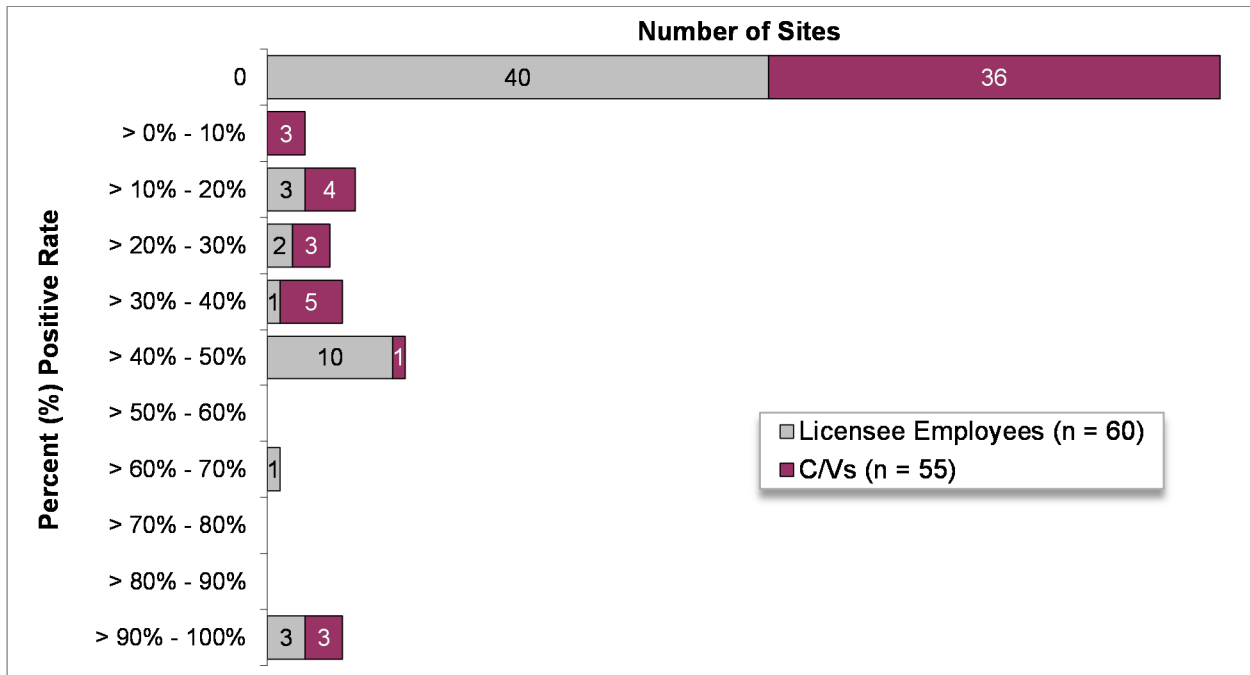 Number of Sites
Percent (%) Positive Rate
0 40 36
> 0% - 10% 3
> 10% - 20% 3 4
> 20% - 30% 2 3
> 30% - 40% 1 5
> 40% - 50% 10 1
> 50% - 60%
> 60% - 70% 1
> 70% - 80%
> 80% - 90%
> 90% - 100% 3 3
Licensee Employees (n = 60)
C/Vs (n = 55)